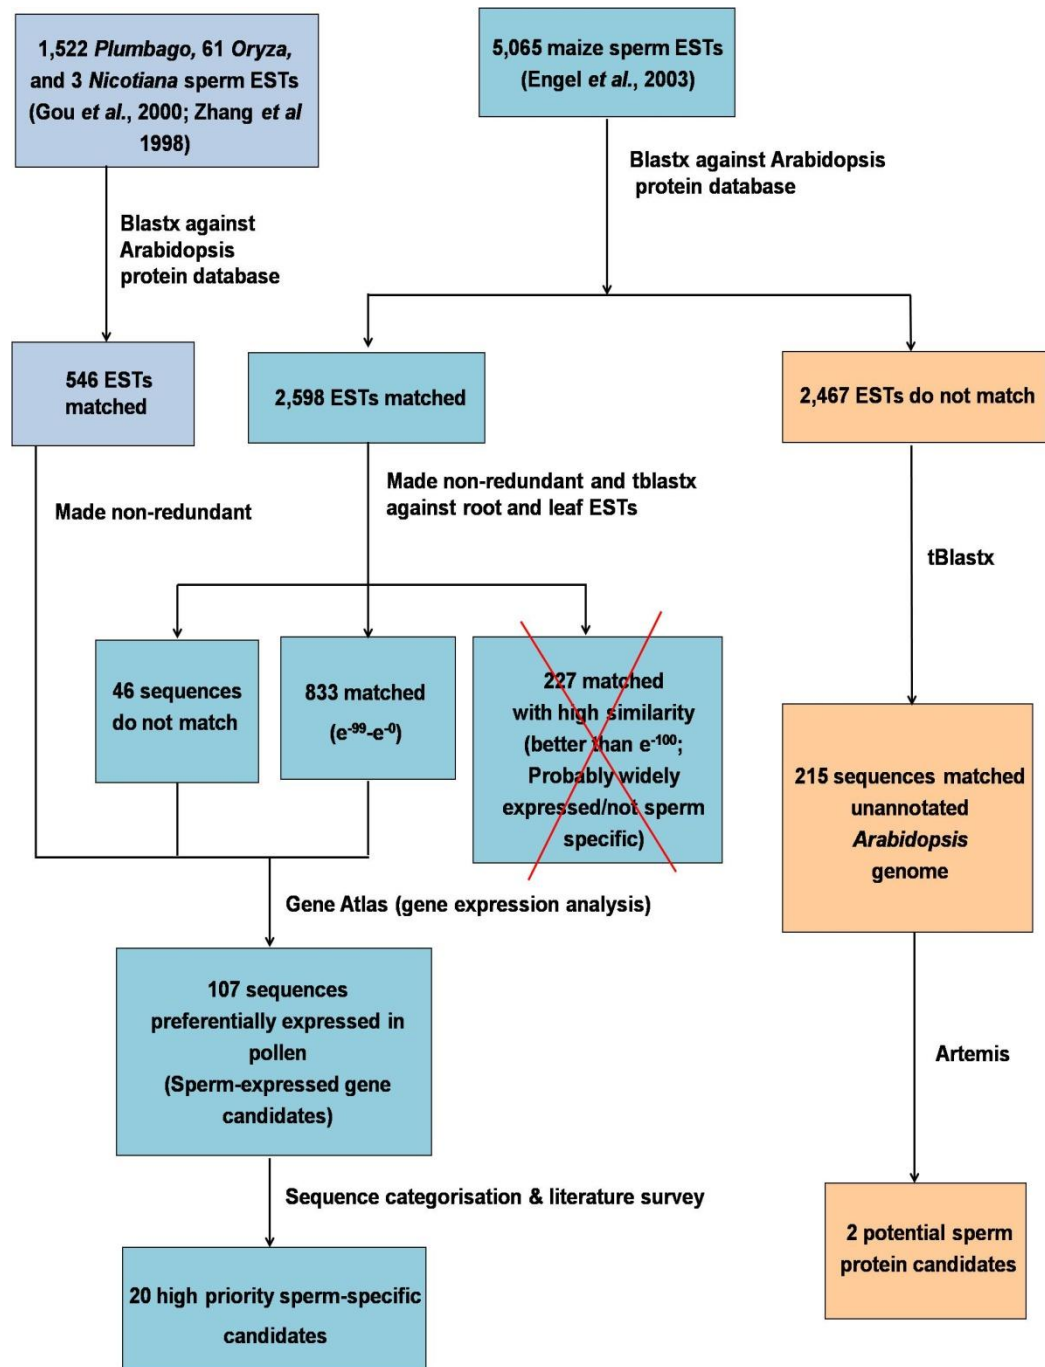 1,522 Plumbago, 61 Oryza,
and 3 Nicotiana sperm ESTs
(Gou et al., 2000; Zhang et al
1998)
5,065 maize sperm ESTs
(Engel et al., 2003)
Blastx against
Arabidopsis
protein database
Blastx against Arabidopsis
protein database
546 ESTs
matched
2,598 ESTs matched
2,467 ESTs do not match
Made non-redundant
Made non-redundant and tblastx
against root and leaf ESTs
tBlastx
46 sequences
do not match
833 matched
(e⁻⁹⁹-e⁻⁰)
227 matched
with high similarity
(better than e⁻¹⁰⁰;
Probably widely
expressed/not sperm
specific)
215 sequences matched
unannotated
Arabidopsis
genome
Gene Atlas (gene expression analysis)
107 sequences
preferentially expressed in
pollen
(Sperm-expressed gene
candidates)
Artemis
Sequence categorisation & literature survey
2 potential sperm
protein candidates
20 high priority sperm-specific
candidates